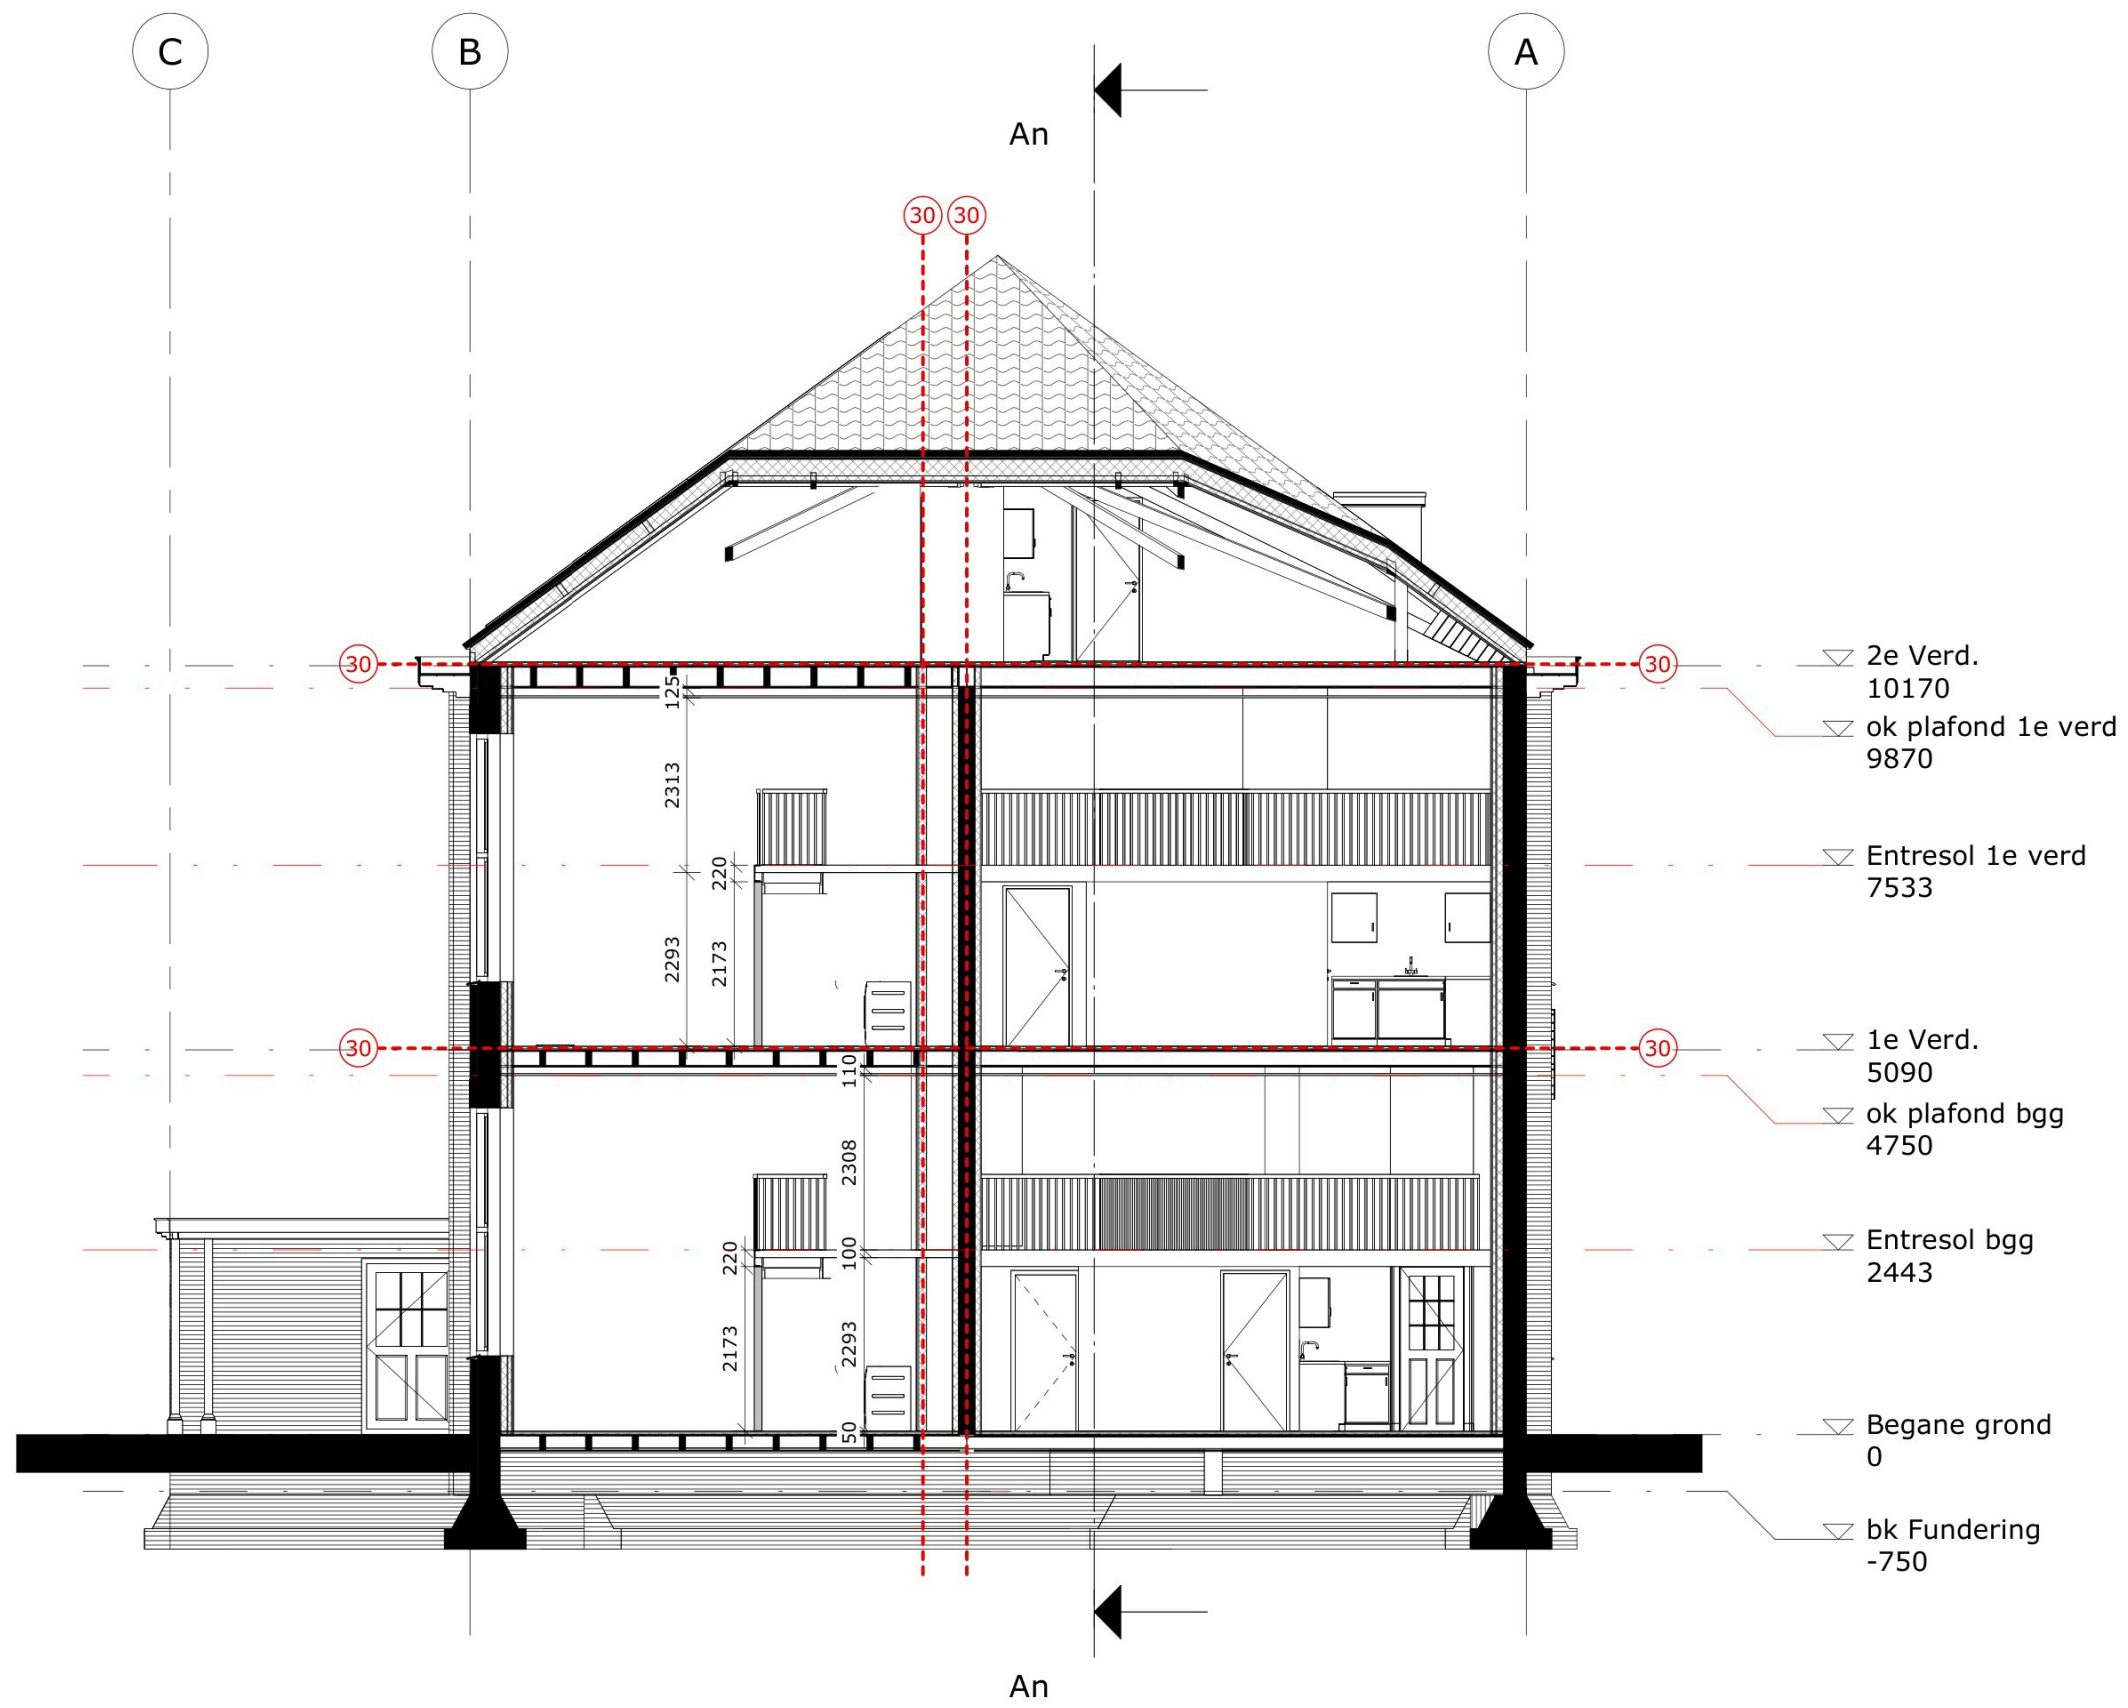 C
B
A
An
30
30
30
30
2e Verd.
10170
ok plafond 1e verd
9870
125
2313
220
Entresol 1e verd
7533
2293
2173
30
30
1e Verd.
5090
110
ok plafond bgg
4750
2308
220
100
Entresol bgg
2443
2173
2293
50
Begane grond
0
bk Fundering
-750
An